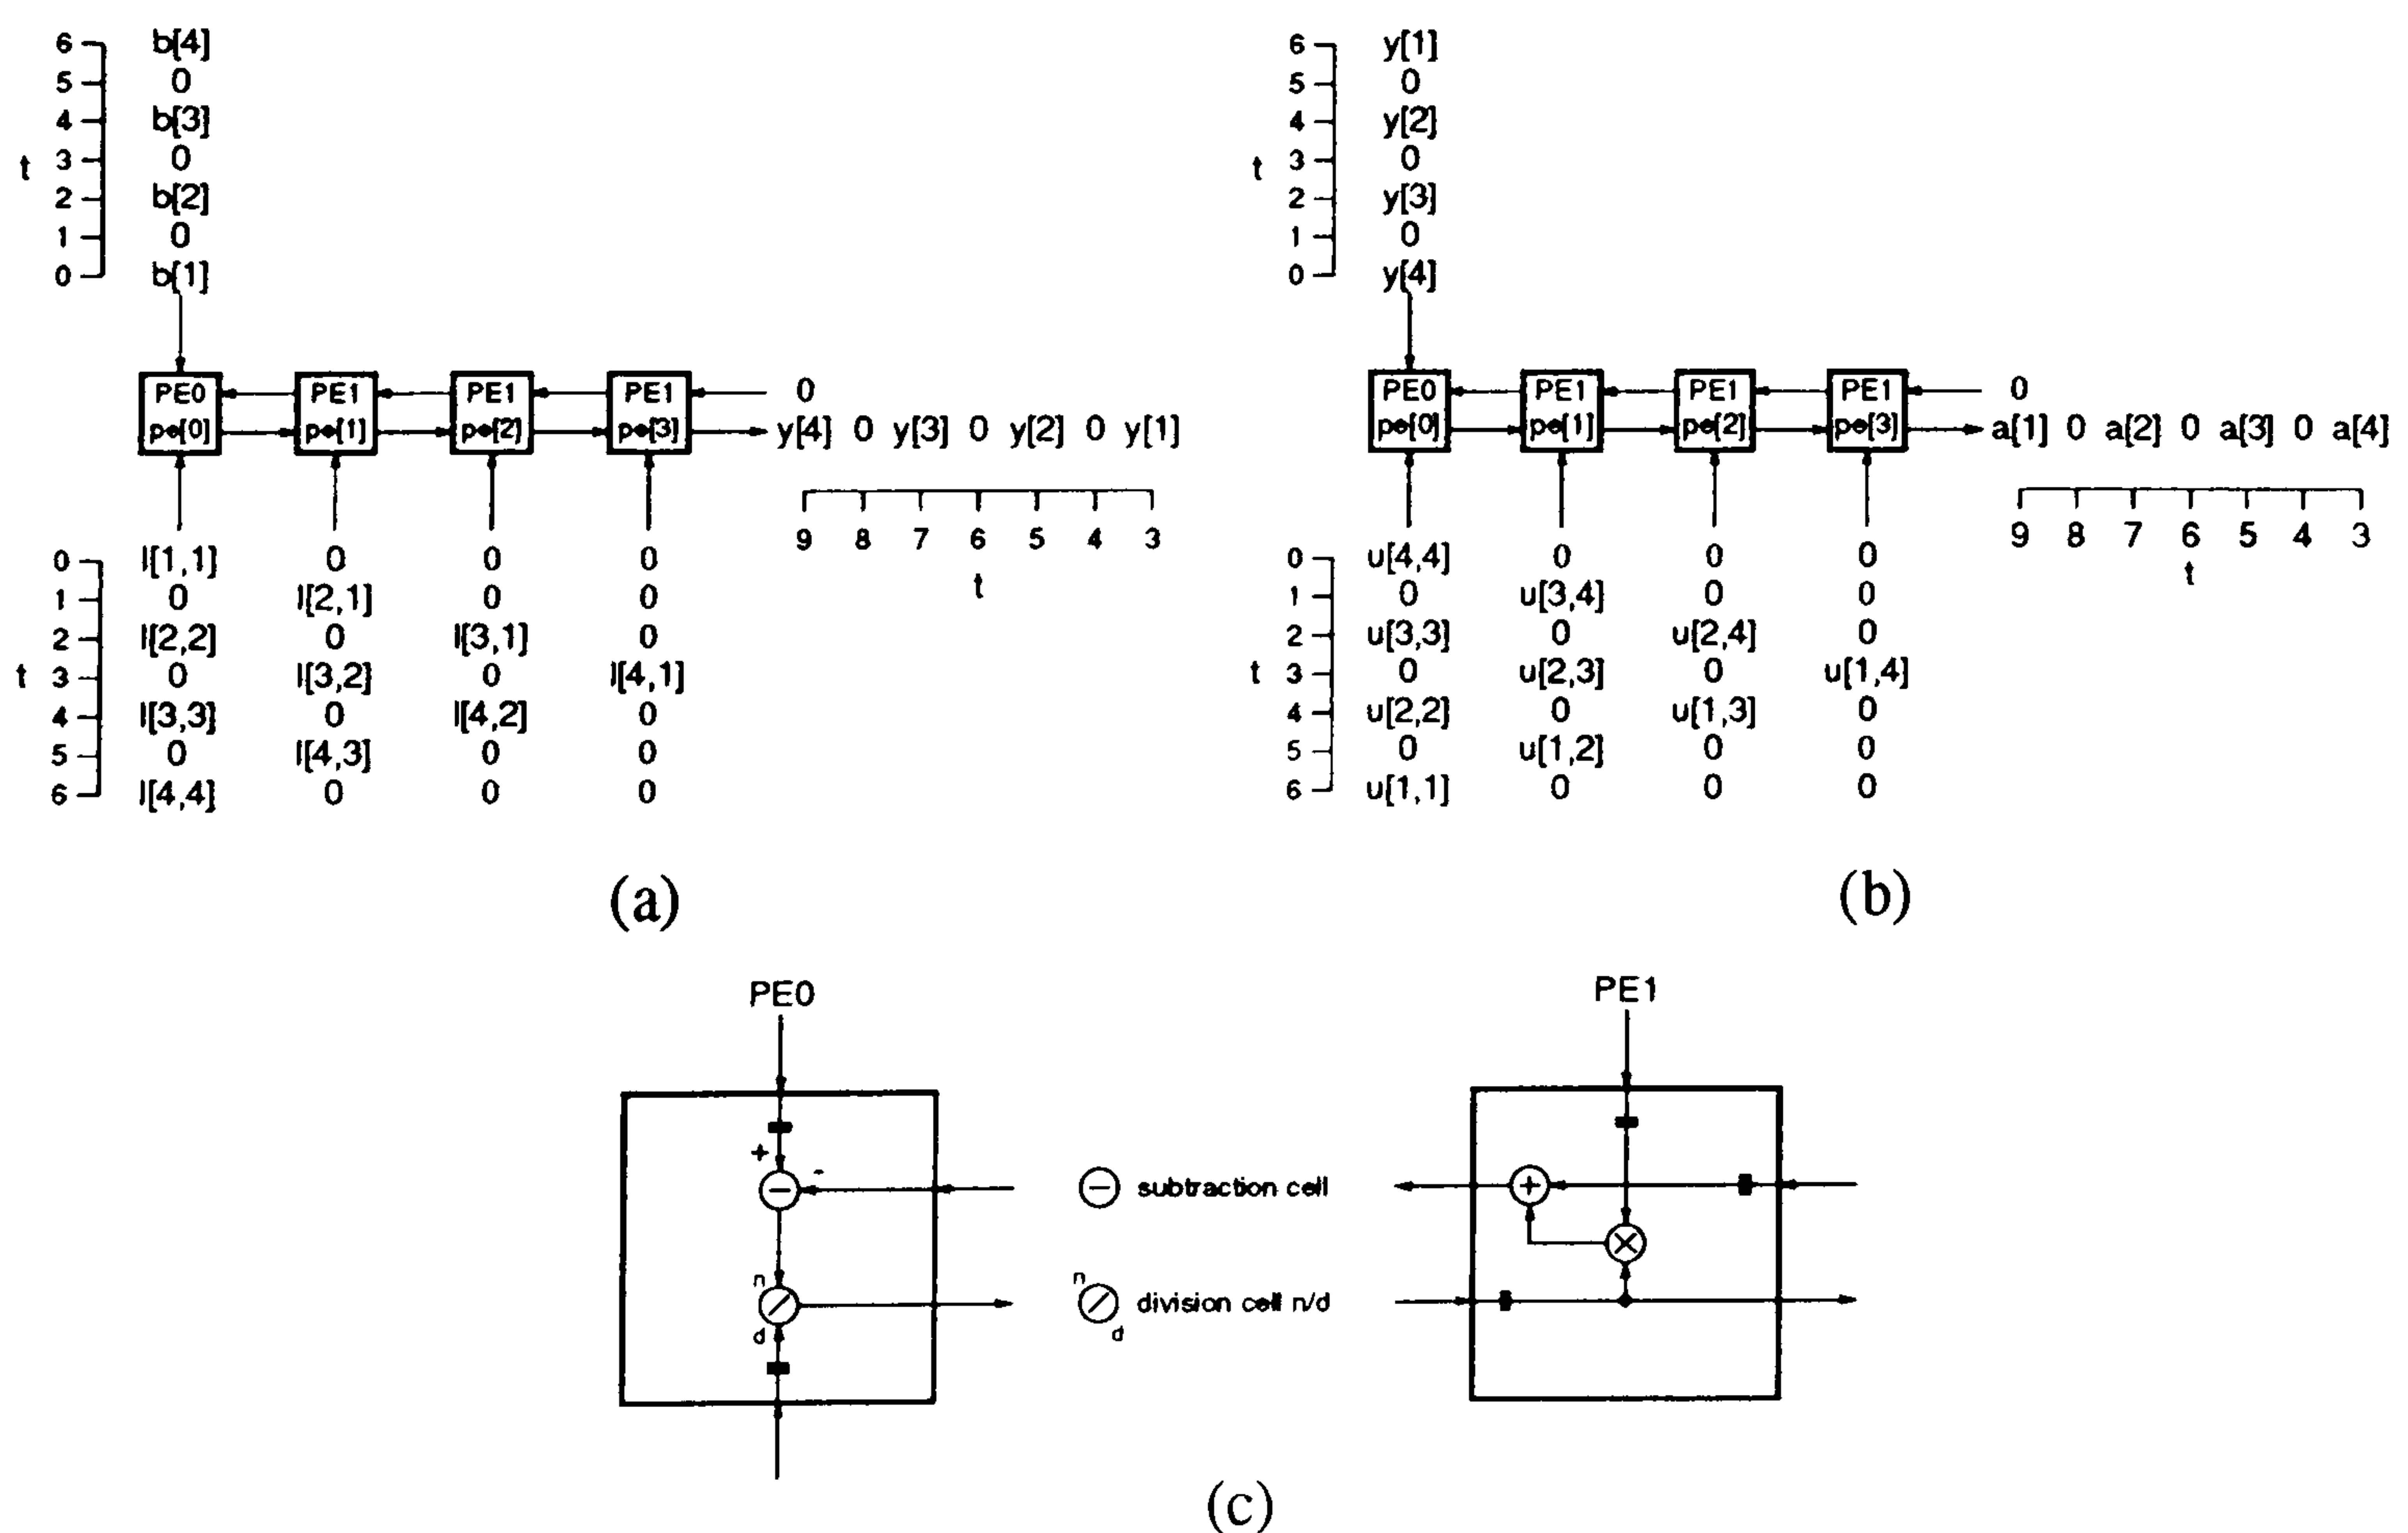 6 b[4]
5 0
4 b[3]
t 3 0
2 b[2]
1 0
0 b[1]
PE0 PE1 PE1 PE1 0
pe[0] pe[1] pe[2] pe[3] y[4] 0 y[3] 0 y[2] 0 y[1]
9 8 7 6 5 4 3
t
0 l[1,1] 0 0 0
1 0 l[2,1] 0 0
2 l[2,2] 0 l[3,1] 0
t 3 0 l[3,2] 0 l[4,1]
4 l[3,3] 0 l[4,2] 0
5 0 l[4,3] 0 0
6 l[4,4] 0 0 0
(a)
6 y[1]
5 0
4 y[2]
t 3 0
2 y[3]
1 0
0 y[4]
PE0 PE1 PE1 PE1 0
pe[0] pe[1] pe[2] pe[3] a[1] 0 a[2] 0 a[3] 0 a[4]
9 8 7 6 5 4 3
t
0 u[4,4] 0 0 0
1 0 u[3,4] 0 0
2 u[3,3] 0 u[2,4] 0
t 3 0 u[2,3] 0 u[1,4]
4 u[2,2] 0 u[1,3] 0
5 0 u[1,2] 0 0
6 u[1,1] 0 0 0
(b)
PE0
+ -
−
n
/
d
− subtraction cell
n
/ division cell n/d
d
PE1
+
×
(c)